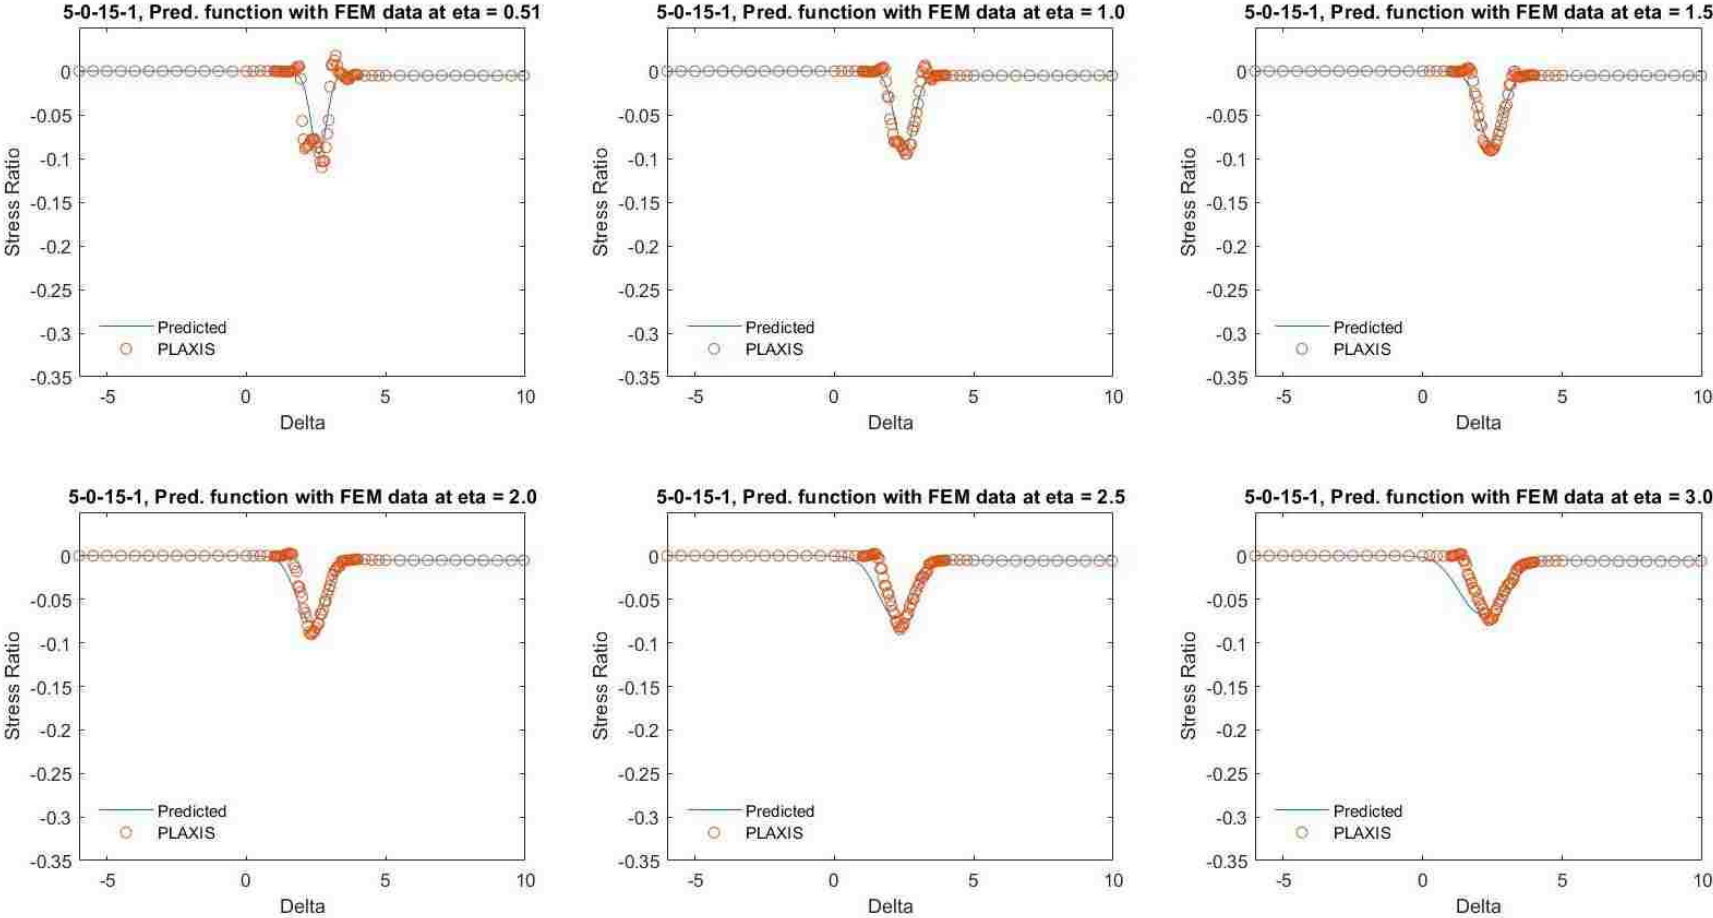 5-0-15-1, Pred. function with FEM data at eta = 0.51
0
-0.05
-0.1
-0.15
-0.2
-0.25
-0.3
-0.35
Stress Ratio
Predicted
PLAXIS
-5 0 5 10
Delta
5-0-15-1, Pred. function with FEM data at eta = 1.0
0
-0.05
-0.1
-0.15
-0.2
-0.25
-0.3
-0.35
Stress Ratio
Predicted
PLAXIS
-5 0 5 10
Delta
5-0-15-1, Pred. function with FEM data at eta = 1.5
0
-0.05
-0.1
-0.15
-0.2
-0.25
-0.3
-0.35
Stress Ratio
Predicted
PLAXIS
-5 0 5 10
Delta
5-0-15-1, Pred. function with FEM data at eta = 2.0
0
-0.05
-0.1
-0.15
-0.2
-0.25
-0.3
-0.35
Stress Ratio
Predicted
PLAXIS
-5 0 5 10
Delta
5-0-15-1, Pred. function with FEM data at eta = 2.5
0
-0.05
-0.1
-0.15
-0.2
-0.25
-0.3
-0.35
Stress Ratio
Predicted
PLAXIS
-5 0 5 10
Delta
5-0-15-1, Pred. function with FEM data at eta = 3.0
0
-0.05
-0.1
-0.15
-0.2
-0.25
-0.3
-0.35
Stress Ratio
Predicted
PLAXIS
-5 0 5 10
Delta